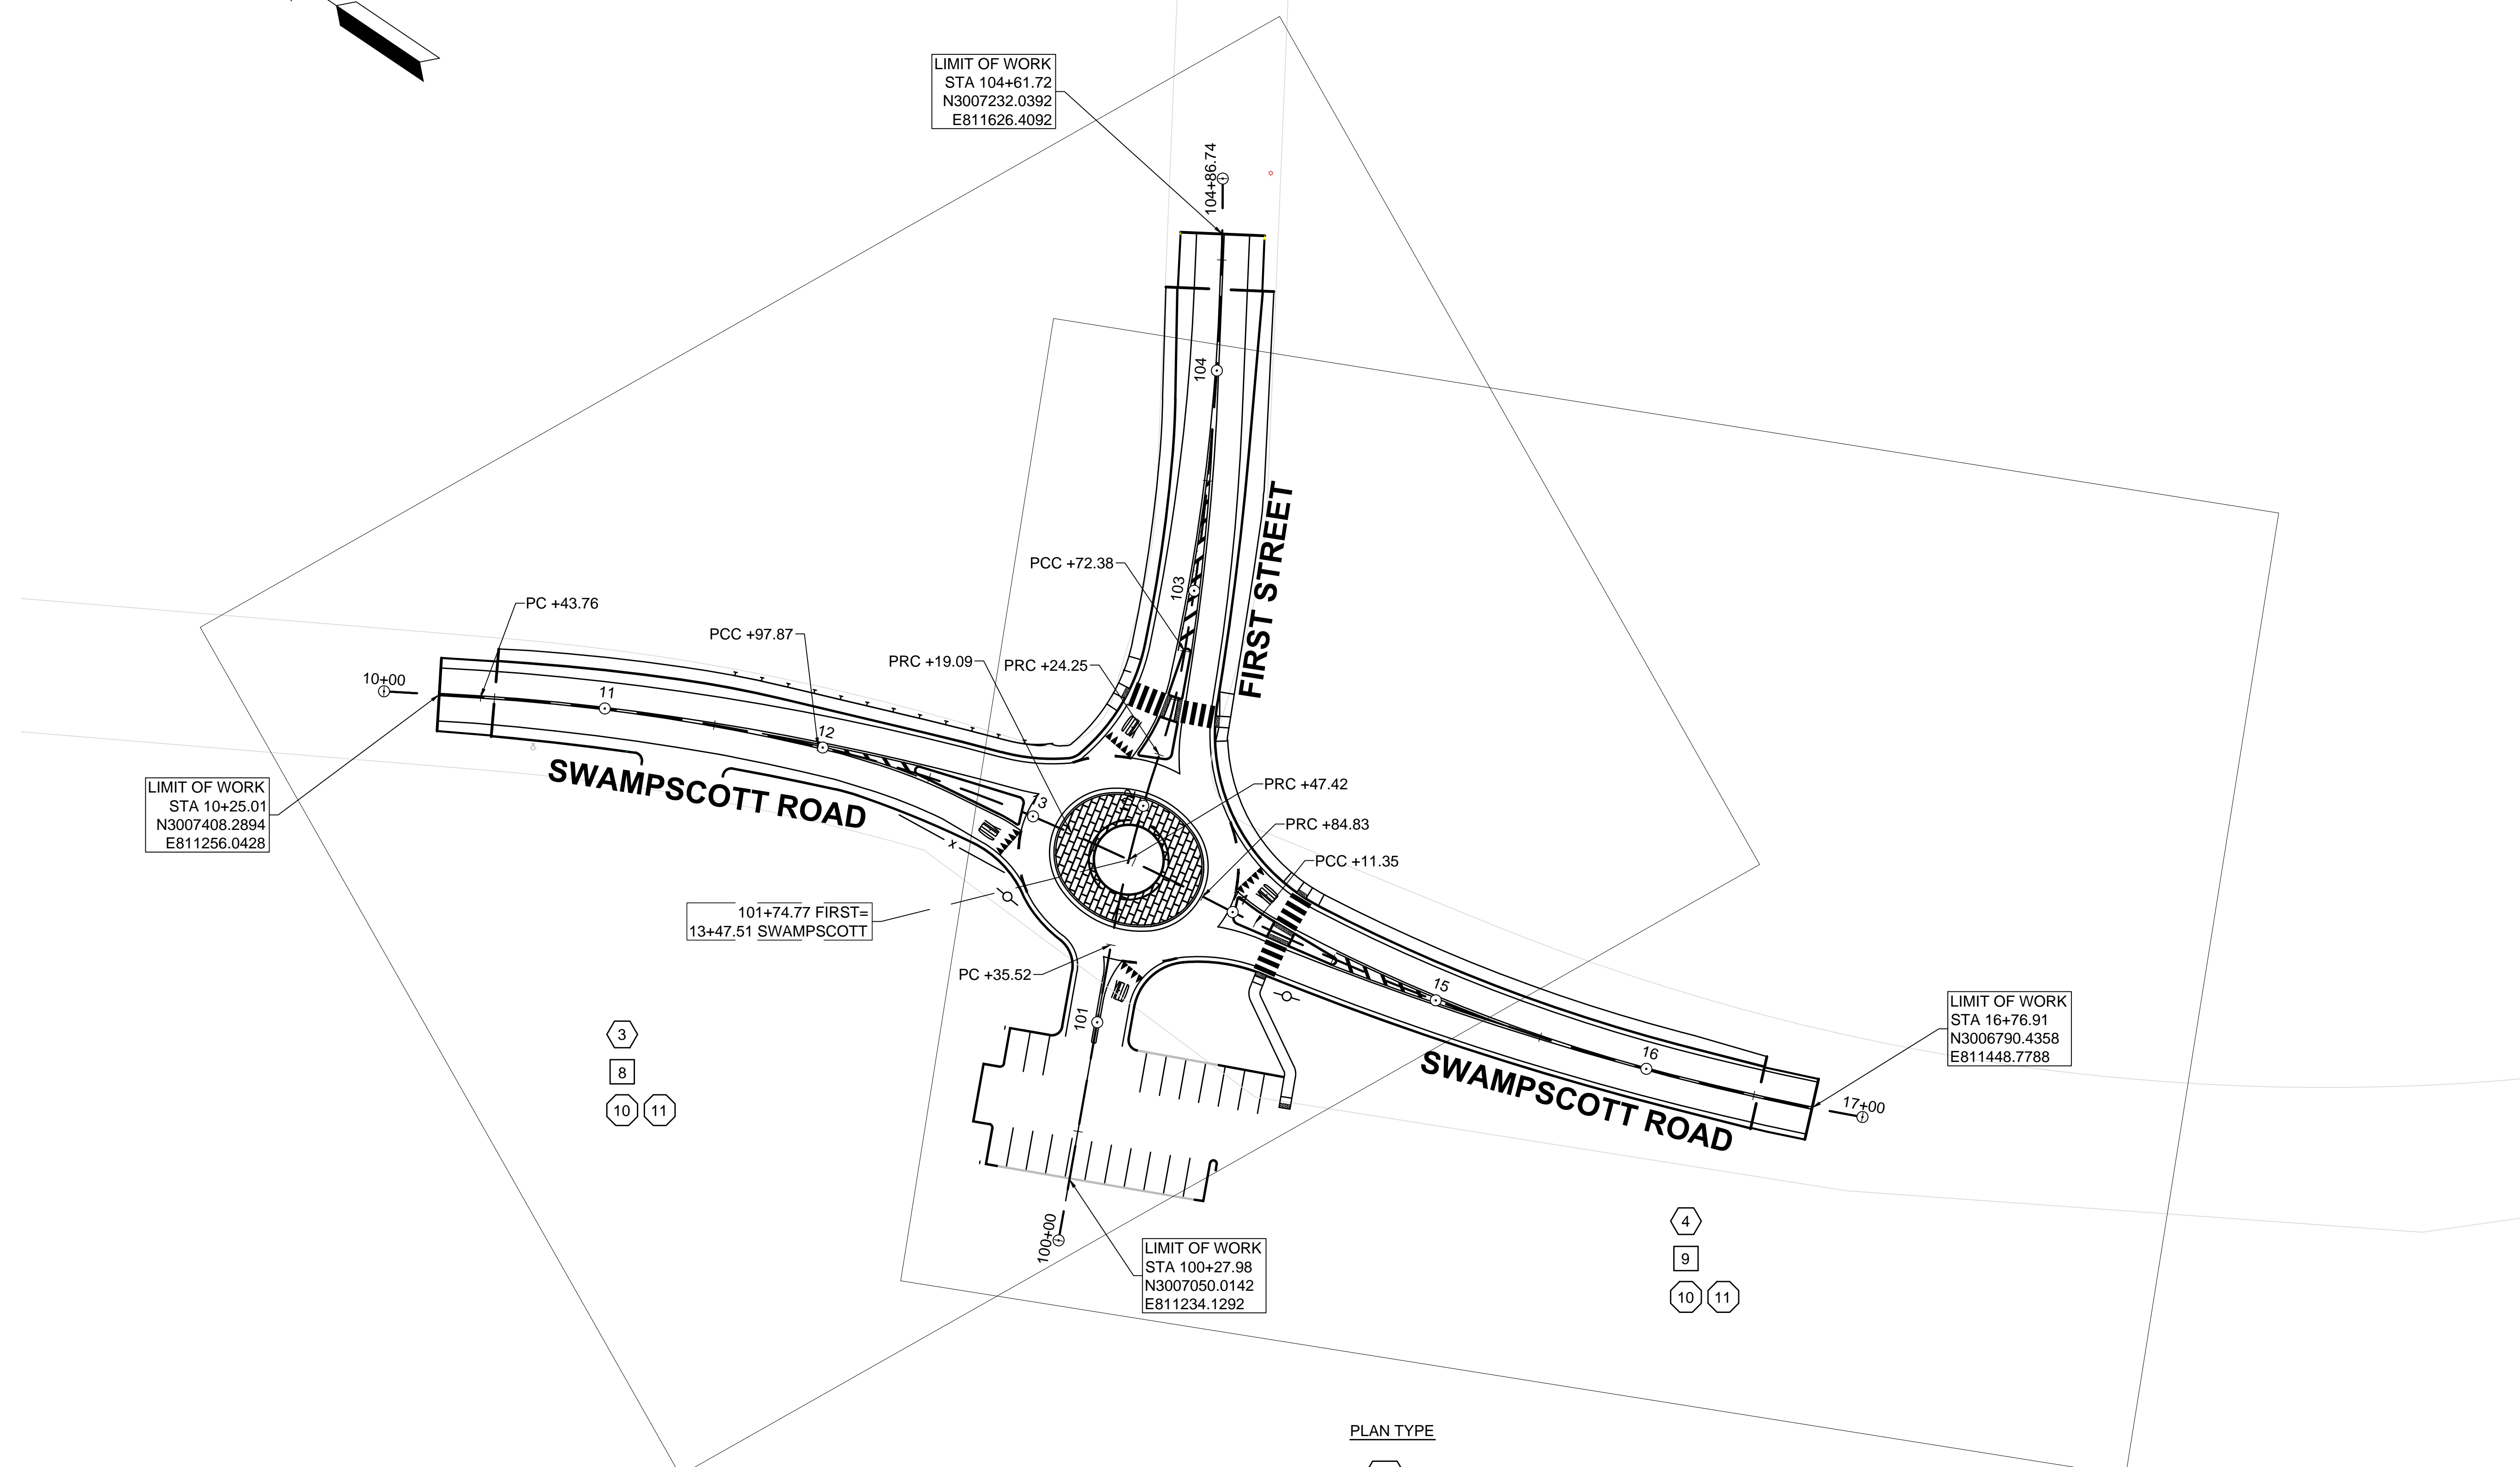 LIMIT OF WORK
STA 104+61.72
N3007232.0392
E811626.4092
104+86.74
104
PCC +72.38
103
FIRST STREET
PC +43.76
PCC +97.87
PRC +19.09
PRC +24.25
10+00
11
12
13
SWAMPSCOTT ROAD
LIMIT OF WORK
STA 10+25.01
N3007408.2894
E811256.0428
PRC +47.42
PRC +84.83
PCC +11.35
X
101+74.77 FIRST=
13+47.51 SWAMPSCOTT
PC +35.52
101
15
16
17+00
SWAMPSCOTT ROAD
LIMIT OF WORK
STA 16+76.91
N3006790.4358
E811448.7788
3
8
10 11
100+00
LIMIT OF WORK
STA 100+27.98
N3007050.0142
E811234.1292
4
9
10 11
PLAN TYPE